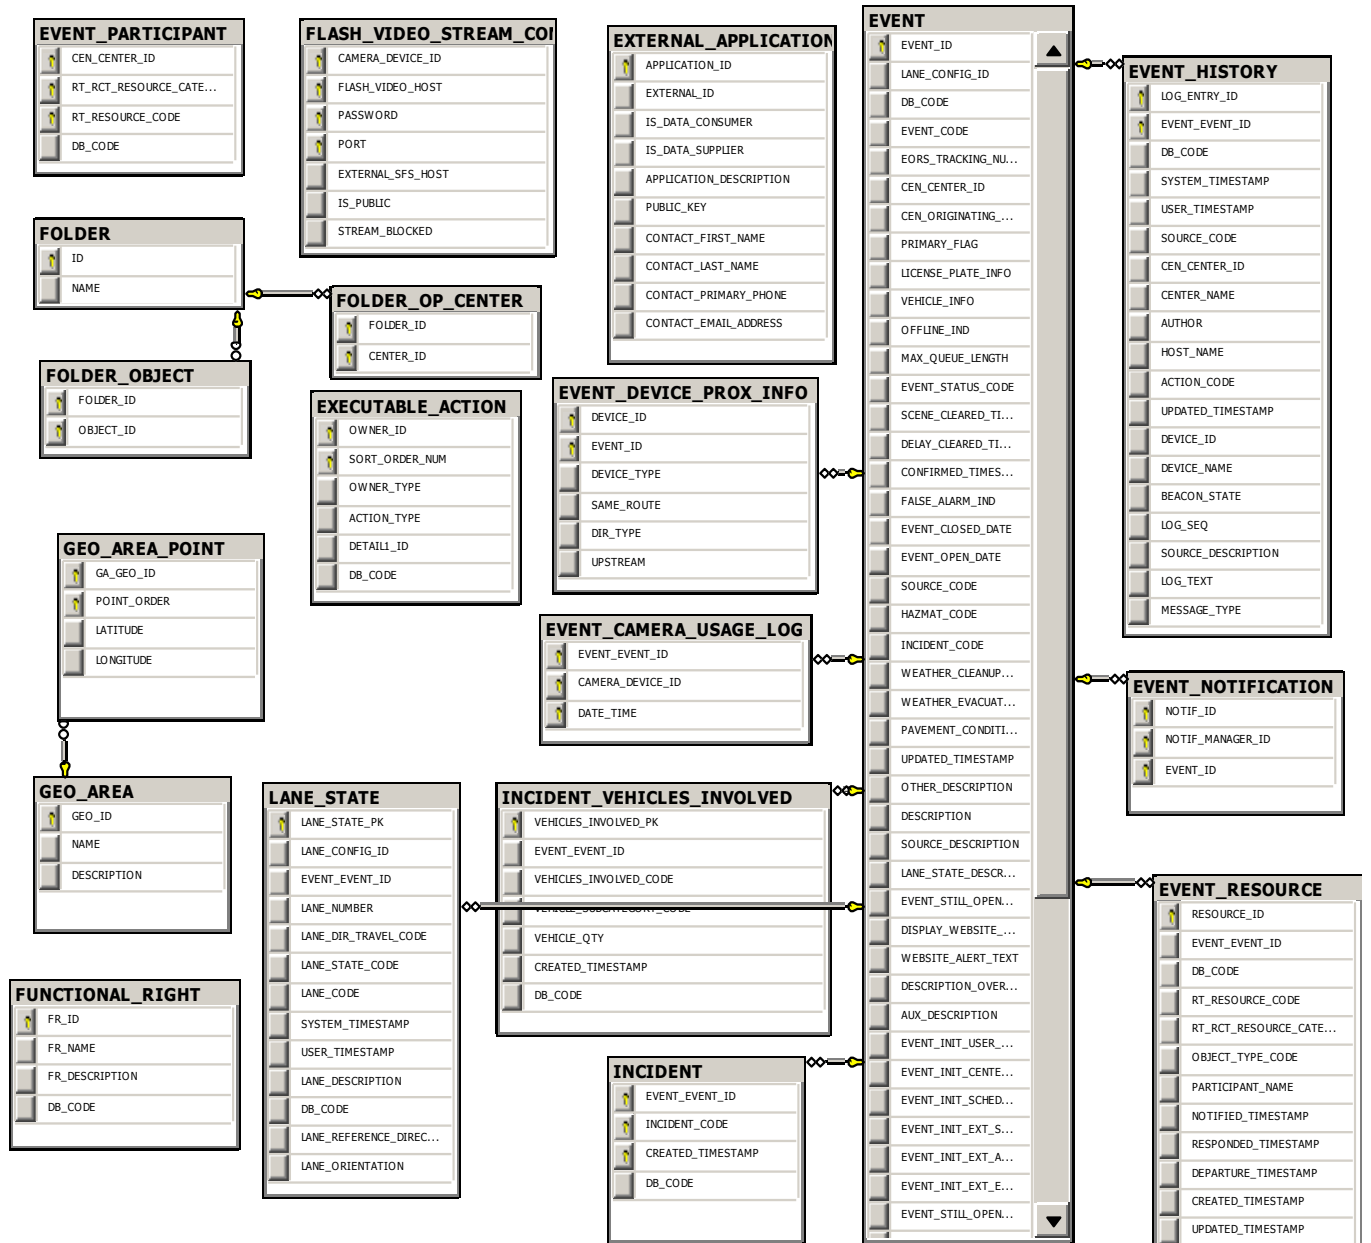 EVENT_PARTICIPANT
CEN_CENTER_ID
RT_RCT_RESOURCE_CATE...
RT_RESOURCE_CODE
DB_CODE
FLASH_VIDEO_STREAM_CON
CAMERA_DEVICE_ID
FLASH_VIDEO_HOST
PASSWORD
PORT
EXTERNAL_SFS_HOST
IS_PUBLIC
STREAM_BLOCKED
EXTERNAL_APPLICATION
APPLICATION_ID
EXTERNAL_ID
IS_DATA_CONSUMER
IS_DATA_SUPPLIER
APPLICATION_DESCRIPTION
PUBLIC_KEY
CONTACT_FIRST_NAME
CONTACT_LAST_NAME
CONTACT_PRIMARY_PHONE
CONTACT_EMAIL_ADDRESS
EVENT
EVENT_ID
LANE_CONFIG_ID
DB_CODE
EVENT_CODE
EORS_TRACKING_NU...
CEN_CENTER_ID
CEN_ORIGINATING_...
PRIMARY_FLAG
LICENSE_PLATE_INFO
VEHICLE_INFO
OFFLINE_IND
MAX_QUEUE_LENGTH
EVENT_STATUS_CODE
SCENE_CLEARED_TI...
DELAY_CLEARED_TI...
CONFIRMED_TIMES...
FALSE_ALARM_IND
EVENT_CLOSED_DATE
EVENT_OPEN_DATE
SOURCE_CODE
HAZMAT_CODE
INCIDENT_CODE
WEATHER_CLEANUP...
WEATHER_EVACUAT...
PAVEMENT_CONDITI...
UPDATED_TIMESTAMP
OTHER_DESCRIPTION
DESCRIPTION
SOURCE_DESCRIPTION
LANE_STATE_DESCR...
EVENT_STILL_OPEN...
DISPLAY_WEBSITE_...
WEBSITE_ALERT_TEXT
DESCRIPTION_OVER...
AUX_DESCRIPTION
EVENT_INIT_USER_...
EVENT_INIT_CENTE...
EVENT_INIT_SCHED...
EVENT_INIT_EXT_S...
EVENT_INIT_EXT_A...
EVENT_INIT_EXT_E...
EVENT_STILL_OPEN...
EVENT_HISTORY
LOG_ENTRY_ID
EVENT_EVENT_ID
DB_CODE
SYSTEM_TIMESTAMP
USER_TIMESTAMP
SOURCE_CODE
CEN_CENTER_ID
CENTER_NAME
AUTHOR
HOST_NAME
ACTION_CODE
UPDATED_TIMESTAMP
DEVICE_ID
DEVICE_NAME
BEACON_STATE
LOG_SEQ
SOURCE_DESCRIPTION
LOG_TEXT
MESSAGE_TYPE
FOLDER
ID
NAME
FOLDER_OP_CENTER
FOLDER_ID
CENTER_ID
FOLDER_OBJECT
FOLDER_ID
OBJECT_ID
EXECUTABLE_ACTION
OWNER_ID
SORT_ORDER_NUM
OWNER_TYPE
ACTION_TYPE
DETAIL1_ID
DB_CODE
EVENT_DEVICE_PROX_INFO
DEVICE_ID
EVENT_ID
DEVICE_TYPE
SAME_ROUTE
DIR_TYPE
UPSTREAM
GEO_AREA_POINT
GA_GEO_ID
POINT_ORDER
LATITUDE
LONGITUDE
EVENT_CAMERA_USAGE_LOG
EVENT_EVENT_ID
CAMERA_DEVICE_ID
DATE_TIME
EVENT_NOTIFICATION
NOTIF_ID
NOTIF_MANAGER_ID
EVENT_ID
GEO_AREA
GEO_ID
NAME
DESCRIPTION
LANE_STATE
LANE_STATE_PK
LANE_CONFIG_ID
EVENT_EVENT_ID
LANE_NUMBER
LANE_DIR_TRAVEL_CODE
LANE_STATE_CODE
LANE_CODE
SYSTEM_TIMESTAMP
USER_TIMESTAMP
LANE_DESCRIPTION
DB_CODE
LANE_REFERENCE_DIREC...
LANE_ORIENTATION
INCIDENT_VEHICLES_INVOLVED
VEHICLES_INVOLVED_PK
EVENT_EVENT_ID
VEHICLES_INVOLVED_CODE
VEHICLE_SUBCATEGORY_CODE
VEHICLE_QTY
CREATED_TIMESTAMP
DB_CODE
EVENT_RESOURCE
RESOURCE_ID
EVENT_EVENT_ID
DB_CODE
RT_RESOURCE_CODE
RT_RCT_RESOURCE_CATE...
OBJECT_TYPE_CODE
PARTICIPANT_NAME
NOTIFIED_TIMESTAMP
RESPONDED_TIMESTAMP
DEPARTURE_TIMESTAMP
CREATED_TIMESTAMP
UPDATED_TIMESTAMP
FUNCTIONAL_RIGHT
FR_ID
FR_NAME
FR_DESCRIPTION
DB_CODE
INCIDENT
EVENT_EVENT_ID
INCIDENT_CODE
CREATED_TIMESTAMP
DB_CODE